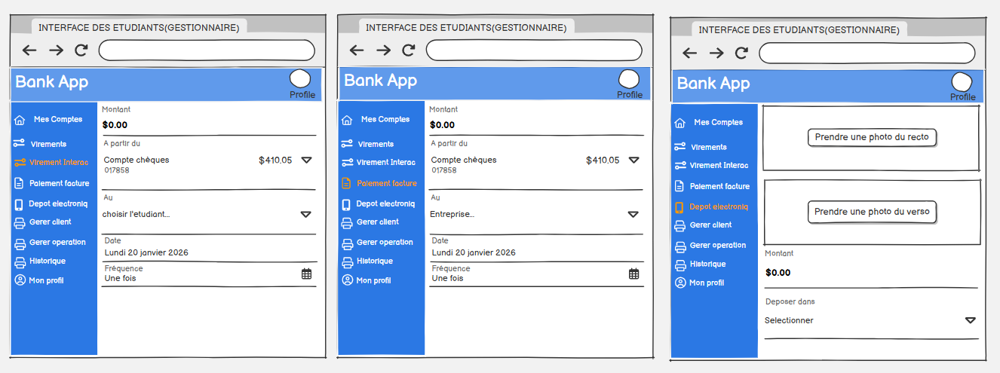 INTERFACE DES ETUDIANTS(GESTIONNAIRE)
Bank App
Profile
Mes Comptes
Virements
Virement Interac
Paiement facture
Depot electroniq
Gerer client
Gerer operation
Historique
Mon profil
Montant
$0.00
A partir du
Compte chèques $410.05
017858
Au
choisir l'etudiant...
Date
Lundi 20 janvier 2026
Fréquence
Une fois
INTERFACE DES ETUDIANTS(GESTIONNAIRE)
Bank App
Profile
Mes Comptes
Virements
Virement Interac
Paiement facture
Depot electroniq
Gerer client
Gerer operation
Historique
Mon profil
Montant
$0.00
A partir du
Compte chèques $410.05
017858
Au
Entreprise...
Date
Lundi 20 janvier 2026
Fréquence
Une fois
INTERFACE DES ETUDIANTS(GESTIONNAIRE)
Bank App
Profile
Mes Comptes
Virements
Virement Interac
Paiement facture
Depot electroniq
Gerer client
Gerer operation
Historique
Mon profil
Prendre une photo du recto
Prendre une photo du verso
Montant
$0.00
Deposer dans
Selectionner